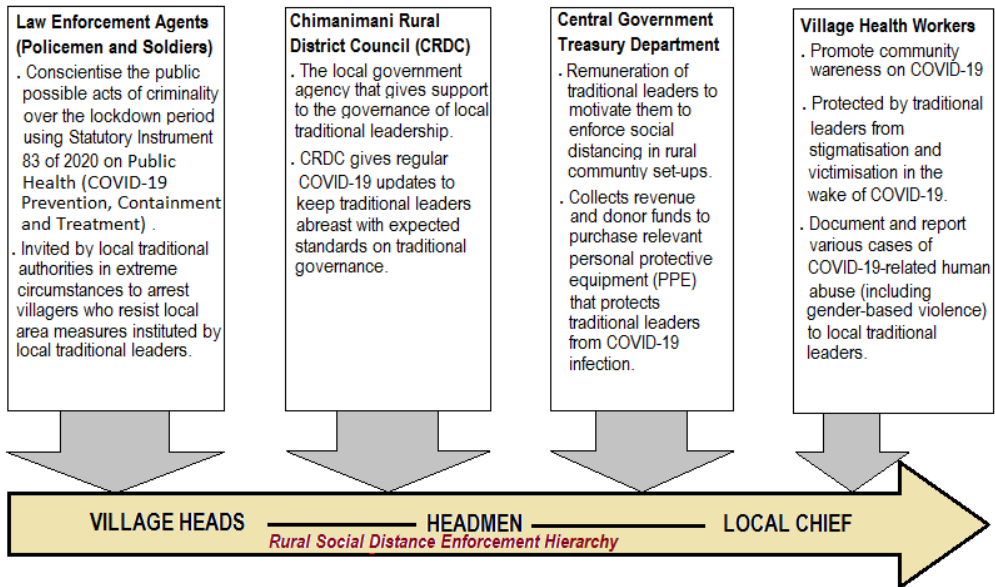 Law Enforcement Agents
(Policemen and Soldiers)
. Conscientise the public
possible acts of criminality
over the lockdown period
using Statutory Instrument
83 of 2020 on Public
Health (COVID-19
Prevention, Containment
and Treatment) .
. Invited by local traditional
authorities in extreme
circumstances to arrest
villagers who resist local
area measures instituted by
local traditional leaders.
Chimanimani Rural
District Council (CRDC)
. The local government
agency that gives support
to the governance of local
traditional leadership.
. CRDC gives regular
COVID-19 updates to
keep traditional leaders
abreast with expected
standards on traditional
governance.
Central Government
Treasury Department
. Remuneration of
traditional leaders to
motivate them to
enforce social
distancing in rural
community set-ups.
. Collects revenue
and donor funds to
purchase relevant
personal protective
equipment (PPE)
that protects
traditional leaders
from COVID-19
infection.
Village Health Workers
. Promote community
wareness on COVID-19
. Protected by traditional
leaders from
stigmatisation and
victimisation in the
wake of COVID-19.
. Document and report
various cases of
COVID-19-related human
abuse (including
gender-based violence)
to local traditional
leaders.
VILLAGE HEADS HEADMEN LOCAL CHIEF
Rural Social Distance Enforcement Hierarchy